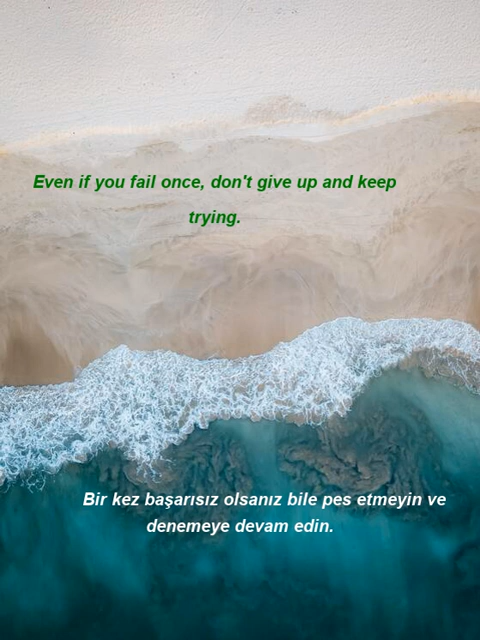 Even if you fail once, don't give up and keep
trying.
Bir kez başarısız olsanız bile pes etmeyin ve
denemeye devam edin.